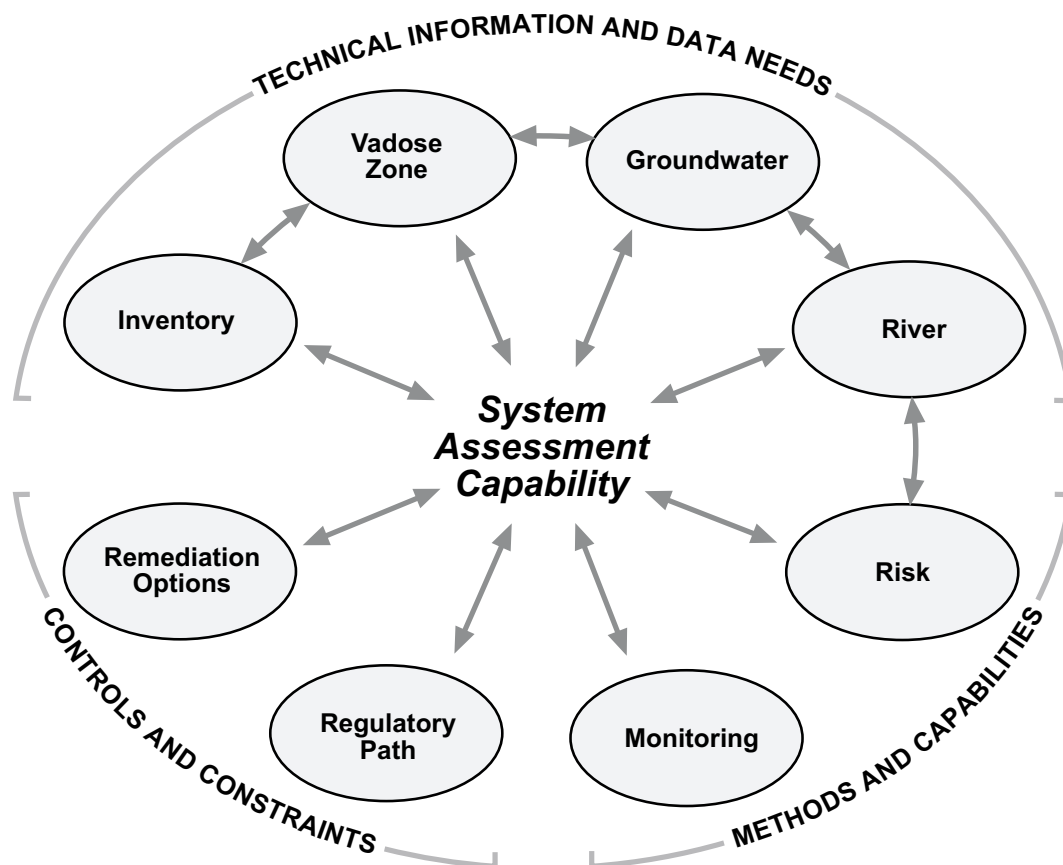 TECHNICAL INFORMATION AND DATA NEEDS
Vadose
Zone
Groundwater
Inventory
River
System
Assessment
Capability
Remediation
Options
Risk
Regulatory
Path
Monitoring
CONTROLS AND CONSTRAINTS
METHODS AND CAPABILITIES